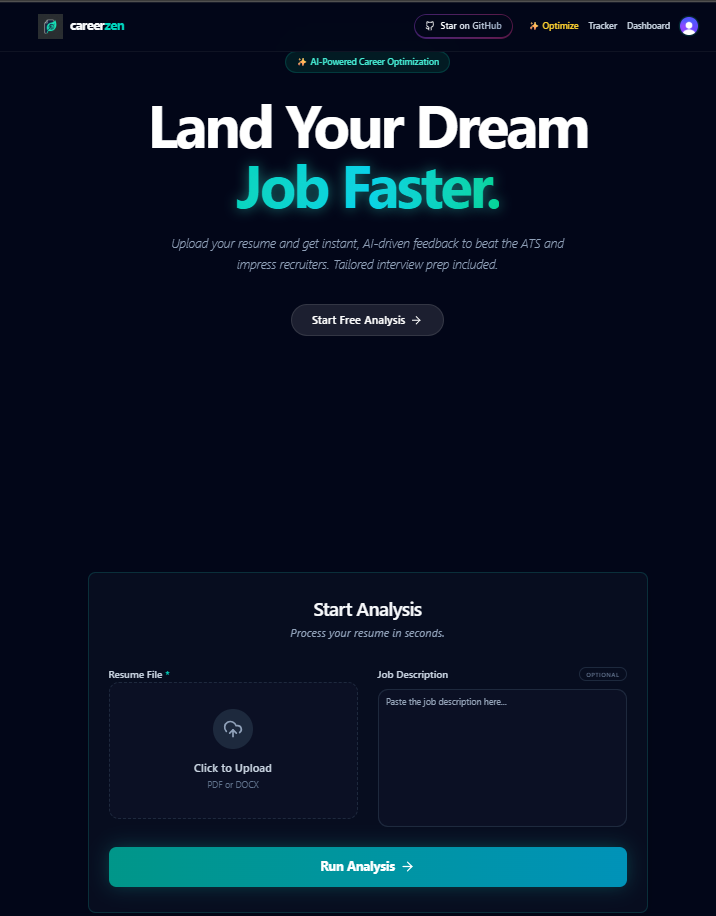 careerzen
Star on GitHub
✨ Optimize
Tracker
Dashboard
✨ AI-Powered Career Optimization
Land Your Dream
Job Faster.
Upload your resume and get instant, AI-driven feedback to beat the ATS and
impress recruiters. Tailored interview prep included.
Start Free Analysis →
Start Analysis
Process your resume in seconds.
Resume File *
Click to Upload
PDF or DOCX
Job Description
OPTIONAL
Paste the job description here...
Run Analysis →